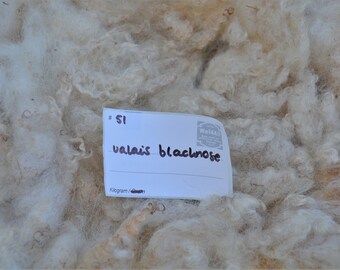 # 51
valais blacknose
Kilogram /